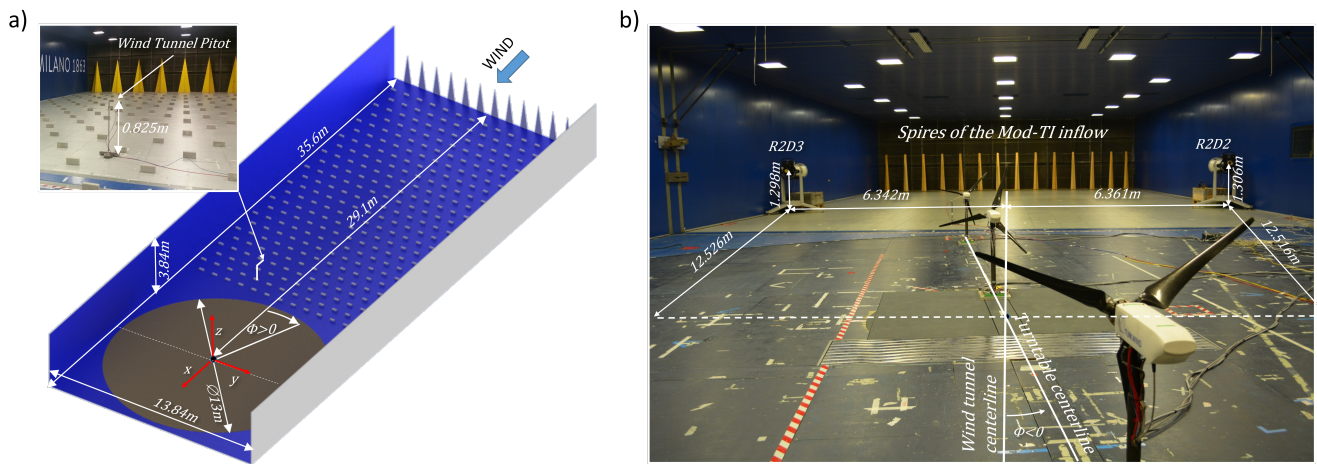 a)
Wind Tunnel Pitot
MILANO 1863
0.825m
WIND
35.6m
29.1m
3.84m
Φ>0
z
x
y
Ø13m
13.84m
b)
Spires of the Mod-TI inflow
R2D3
R2D2
1.298m
1.306m
6.342m
6.361m
12.526m
12.516m
Wind tunnel
centerline
Turntable centerline
Φ<0